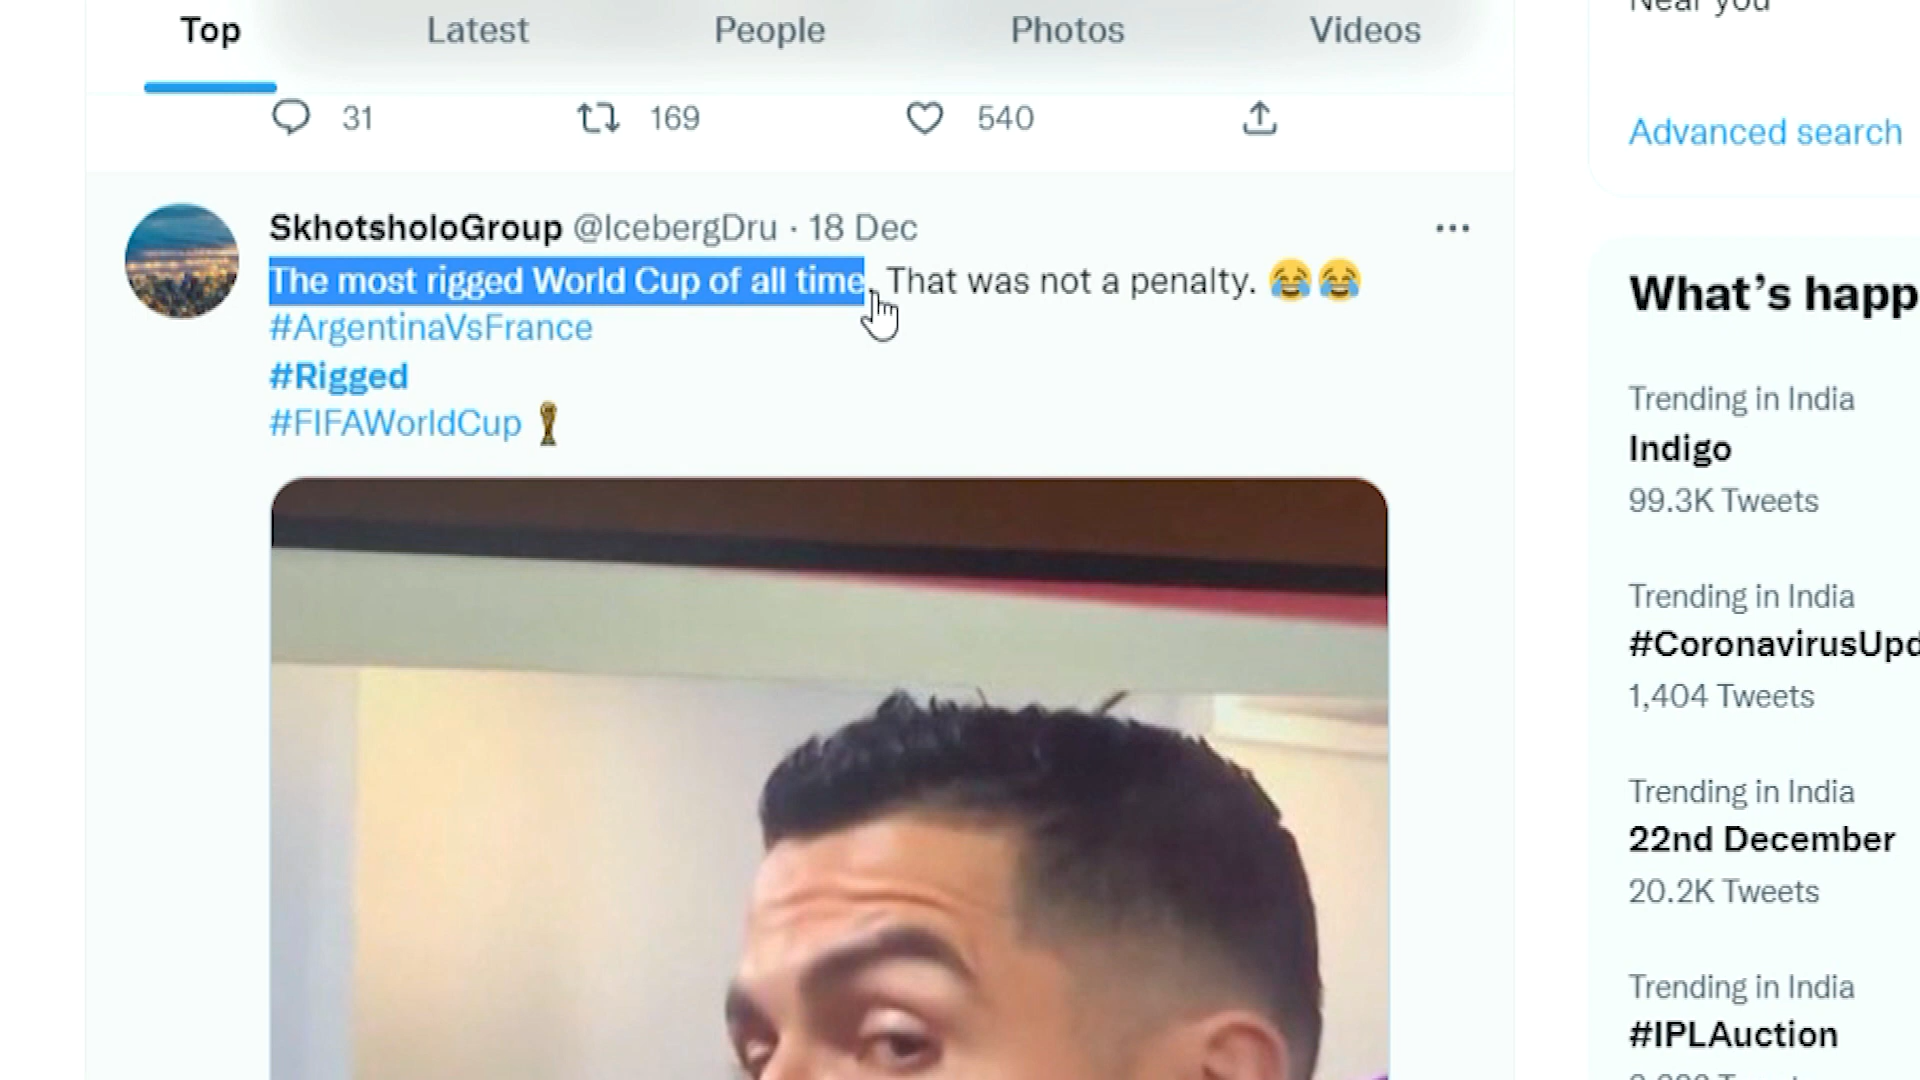 Near you
Top Latest People Photos Videos
31 169 540
Advanced search
SkhotsholoGroup @IcebergDru · 18 Dec
The most rigged World Cup of all time. That was not a penalty. 😂😂
#ArgentinaVsFrance
#Rigged
#FIFAWorldCup
What's happ
Trending in India
Indigo
99.3K Tweets
Trending in India
#CoronavirusUpd
1,404 Tweets
Trending in India
22nd December
20.2K Tweets
Trending in India
#IPLAuction